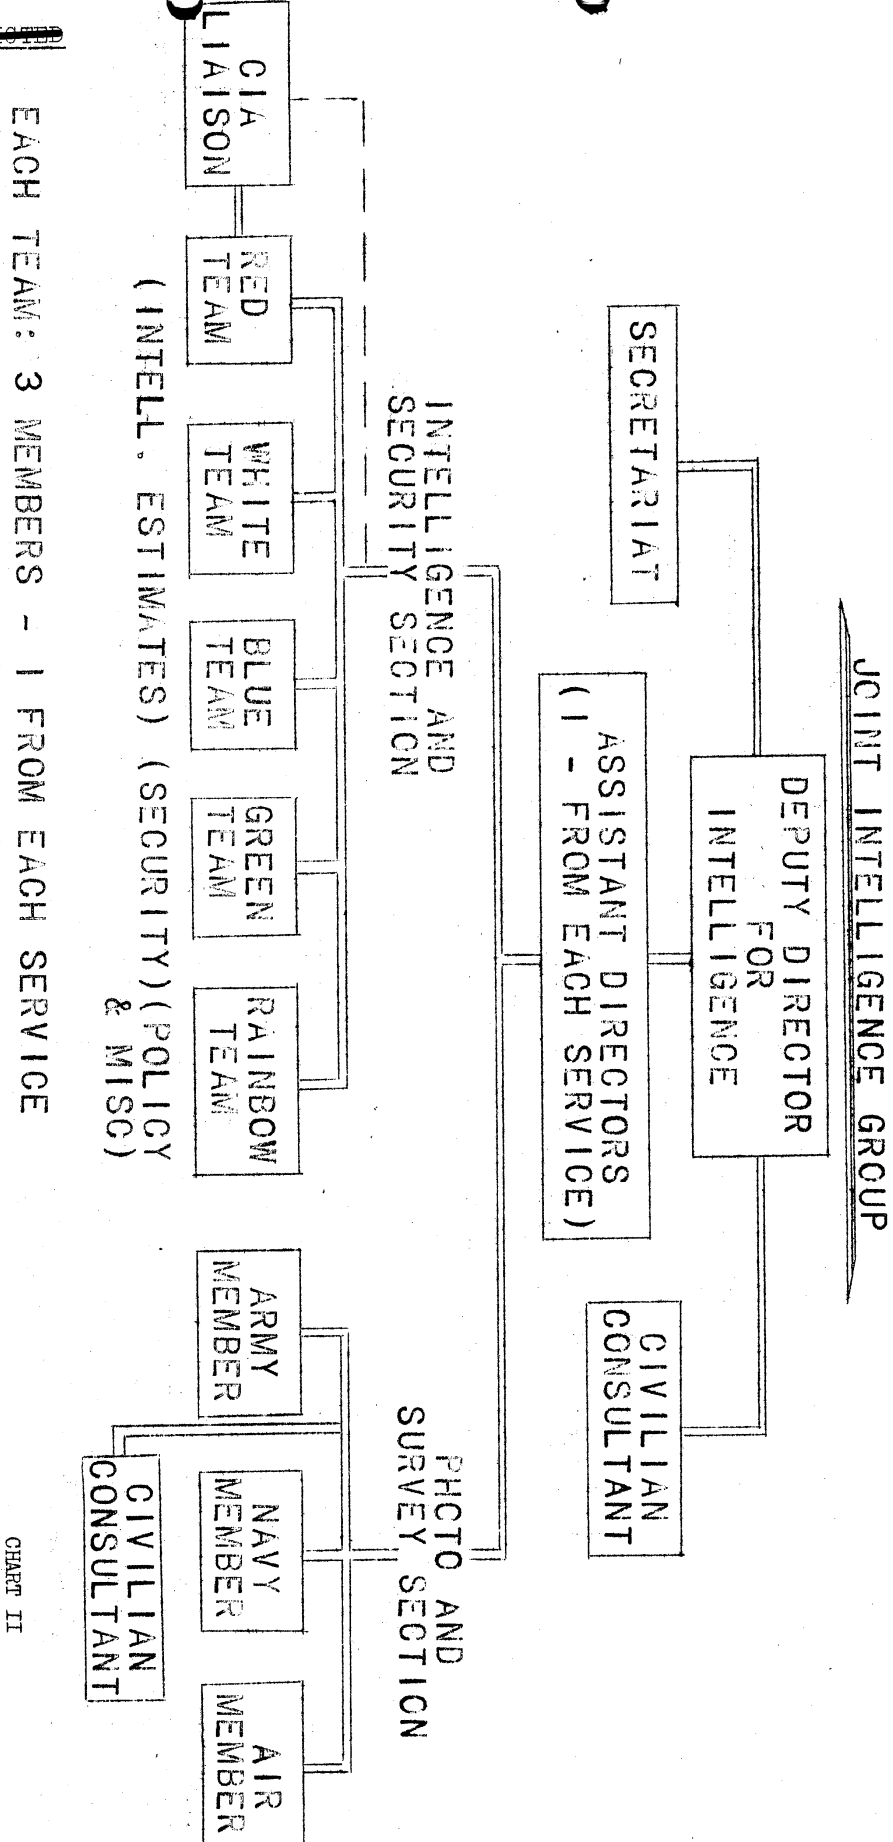 JOINT INTELLIGENCE GROUP
DEPUTY DIRECTOR
FOR
INTELLIGENCE
SECRETARIAT
CIVILIAN
CONSULTANT
ASSISTANT DIRECTORS
(1 - FROM EACH SERVICE)
INTELLIGENCE AND
SECURITY SECTION
PHOTO AND
SURVEY SECTION
CIA
LIAISON
RED
TEAM
WHITE
TEAM
BLUE
TEAM
GREEN
TEAM
RAINBOW
TEAM
ARMY
MEMBER
NAVY
MEMBER
AIR
MEMBER
(INTELL. ESTIMATES) (SECURITY)(POLICY
& MISC)
CIVILIAN
CONSULTANT
EACH TEAM: 3 MEMBERS - 1 FROM EACH SERVICE
CHART II